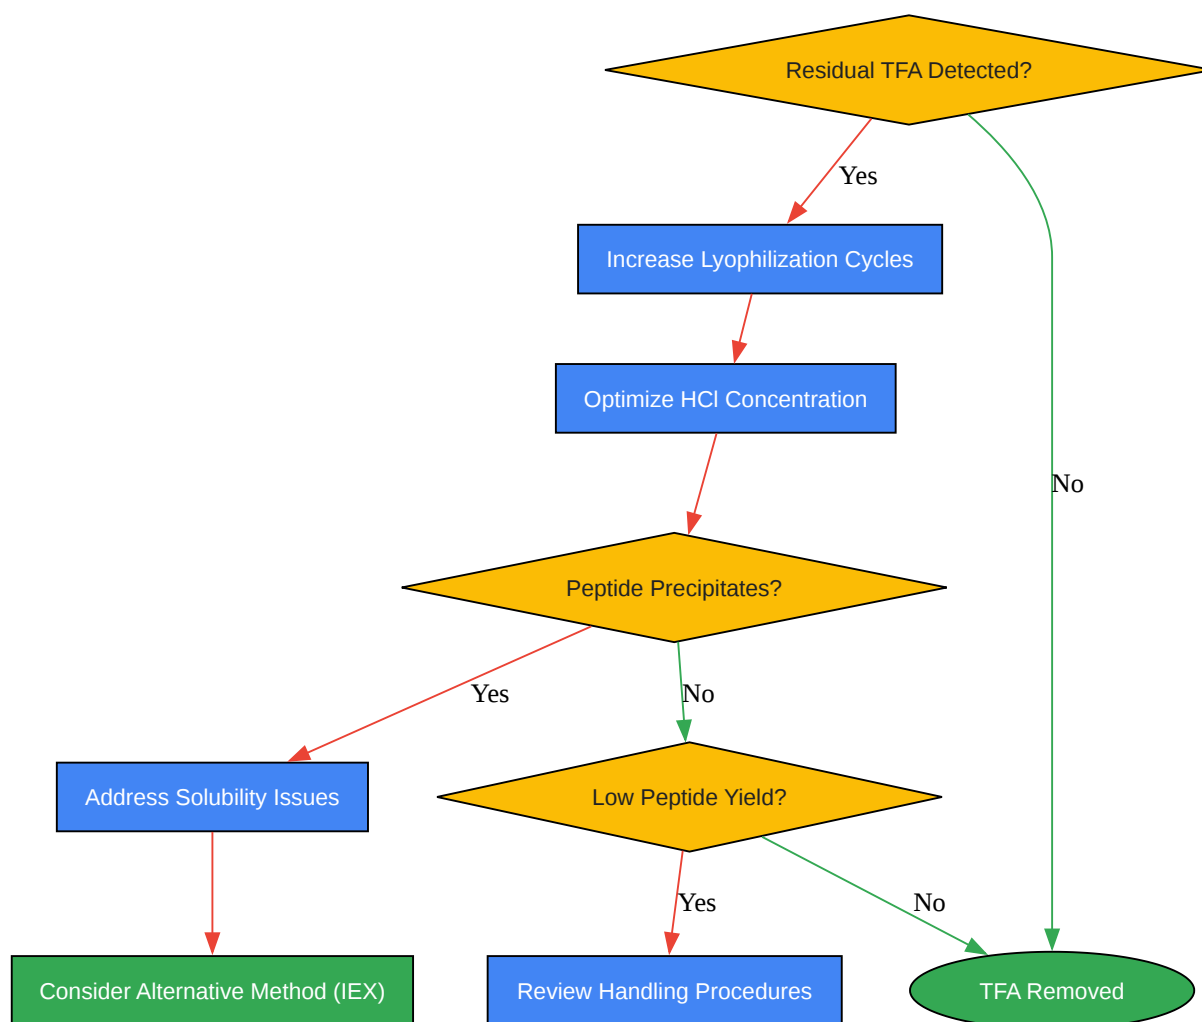 Residual TFA Detected?
Yes
Increase Lyophilization Cycles
Optimize HCl Concentration
No
Peptide Precipitates?
Yes
No
Address Solubility Issues
Low Peptide Yield?
Yes
No
Consider Alternative Method (IEX)
Review Handling Procedures
TFA Removed